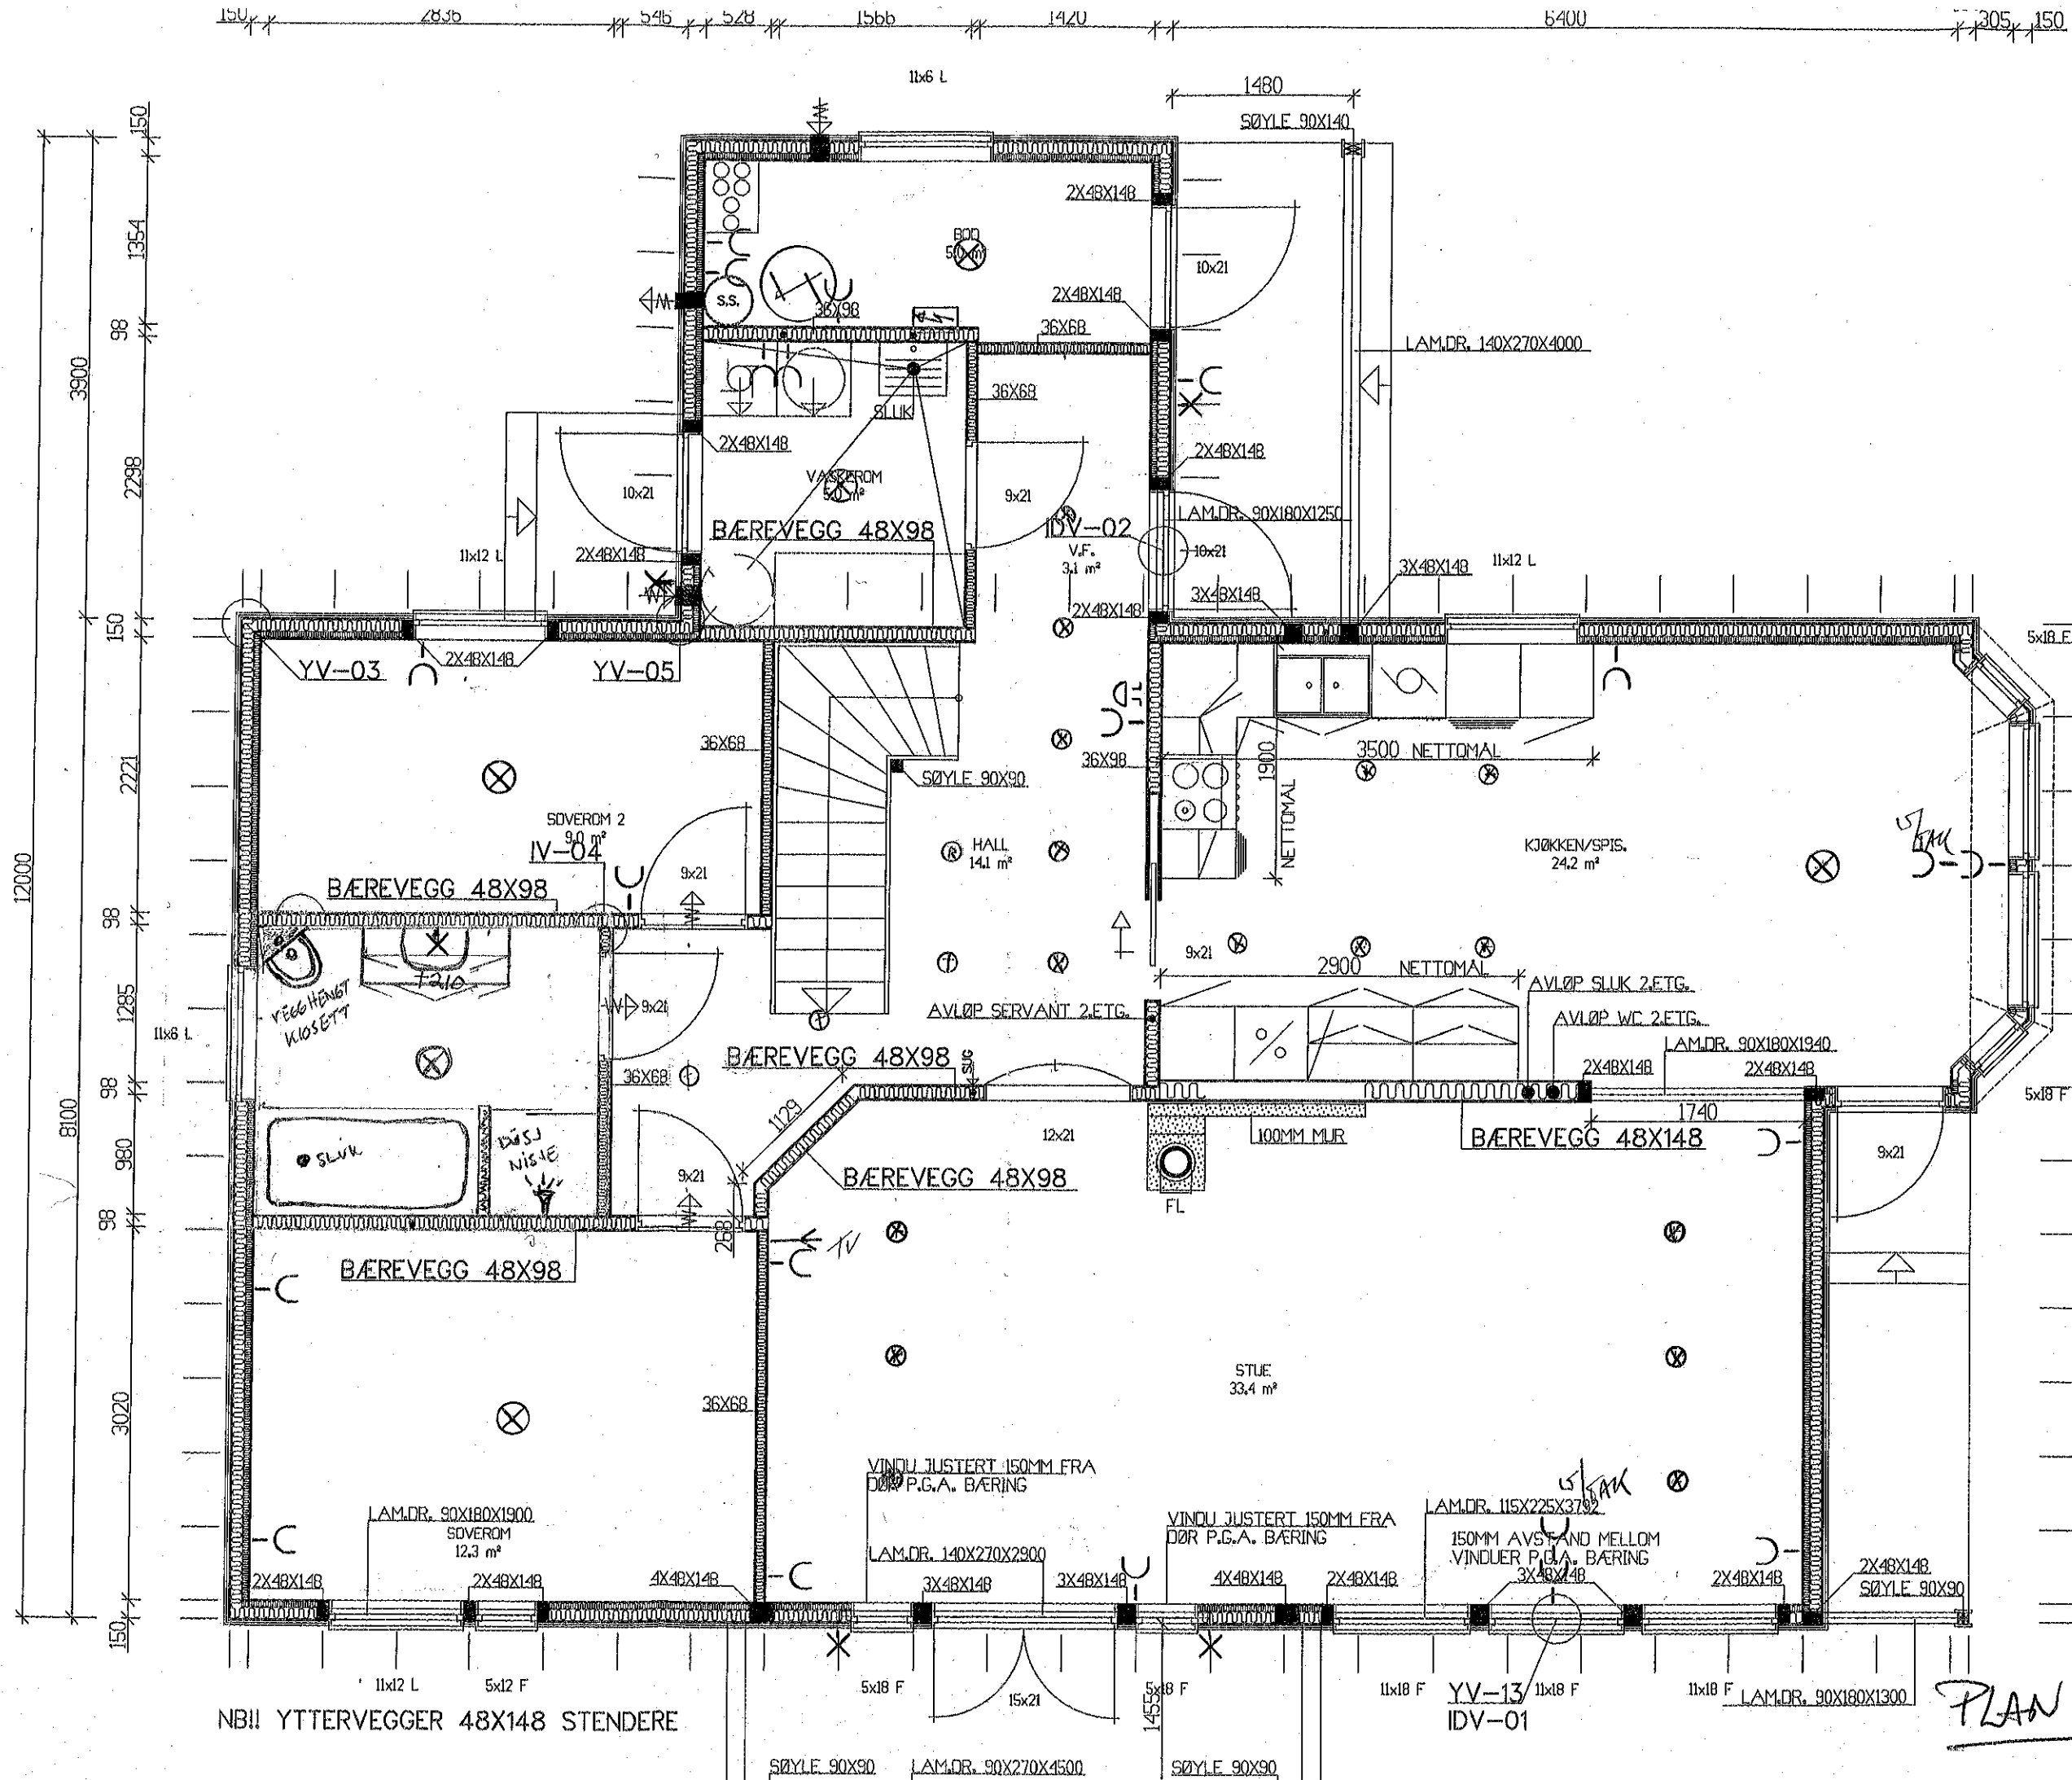 150 2836 546 528 1566 1420 6400 305 150
11x6 L
1480
SØYLE 90X140
150
2X48X148
1354
BOD
5.0 m²
10x21
S.S.
2X48X148
36X98
98
36X68
LAM.DR. 140X270X4000
3900
36X68
SLUK
2X48X148
2X48X148
2298
VASKEROM
5.0 m²
10x21
9x21
LAM.DR. 90X180X1250
BÆREVEGG 48X98
IDV-02
11x12 L
2X48X148
V.F.
3.1 m²
10x21
11x12 L
3X48X148
3X48X148
2X48X148
150
5x18 F
YV-03
2X48X148
YV-05
36X68
2221
SØYLE 90X90
36X98
1900
NETTOMÅL
3500 NETTOMÅL
SOVEROM 2
9.0 m²
IV-04
HALL
14.1 m²
KJØKKEN/SPIS.
24.2 m²
V/TAK
12000
BÆREVEGG 48X98
9x21
98
T210
VEGGHENGT
KLOSETT
1285
9x21
9x21
2900 NETTOMÅL
AVLØP SLUK 2.ETG.
11x6 L
AVLØP SERVANT 2.ETG.
AVLØP WC 2.ETG.
LAM.DR. 90X180X1940
BÆREVEGG 48X98
36X68
2X48X148
2X48X148
98
5x18 F
8100
1129
1740
12x21
100MM MUR
BÆREVEGG 48X148
980
SLUK
9x21
BÆREVEGG 48X98
9x21
FL
98
268
TV
BÆREVEGG 48X98
3020
36X68
STUE
33.4 m²
VINDU JUSTERT 150MM FRA
DØR P.G.A. BÆRING
V/TAK
LAM.DR. 90X180X1900
SOVEROM
12.3 m²
VINDU JUSTERT 150MM FRA
DØR P.G.A. BÆRING
LAM.DR. 115X225X3792
150MM AVSTAND MELLOM
VINDUER P.G.A. BÆRING
LAM.DR. 140X270X2900
2X48X148
2X48X148
4X48X148
3X48X148
3X48X148
4X48X148
2X48X148
3X48X148
2X48X148
2X48X148
SØYLE 90X90
150
11x12 L
5x12 F
5x18 F
15x21
1455
5x18 F
11x18 F
YV-13
IDV-01
11x18 F
11x18 F
LAM.DR. 90X180X1300
PLAN
NB!! YTTERVEGGER 48X148 STENDERE
SØYLE 90X90
LAM.DR. 90X270X4500
SØYLE 90X90